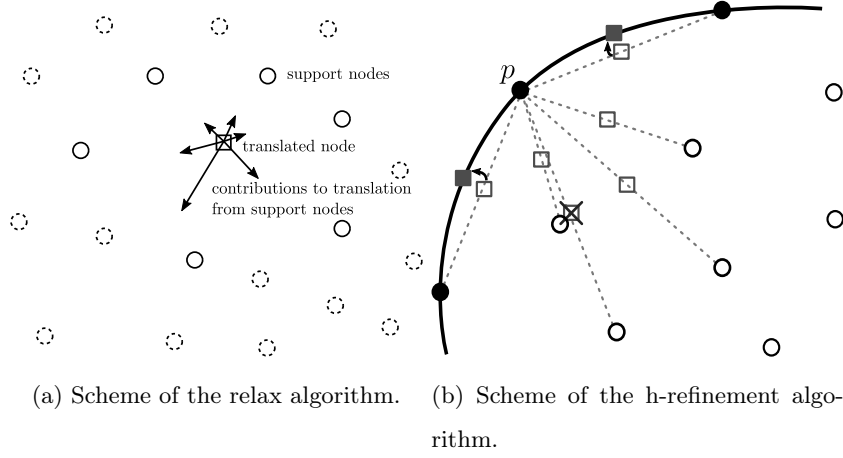 support nodes
translated node
contributions to translation
from support nodes
p
(a) Scheme of the relax algorithm.
(b) Scheme of the h-refinement algo-
rithm.